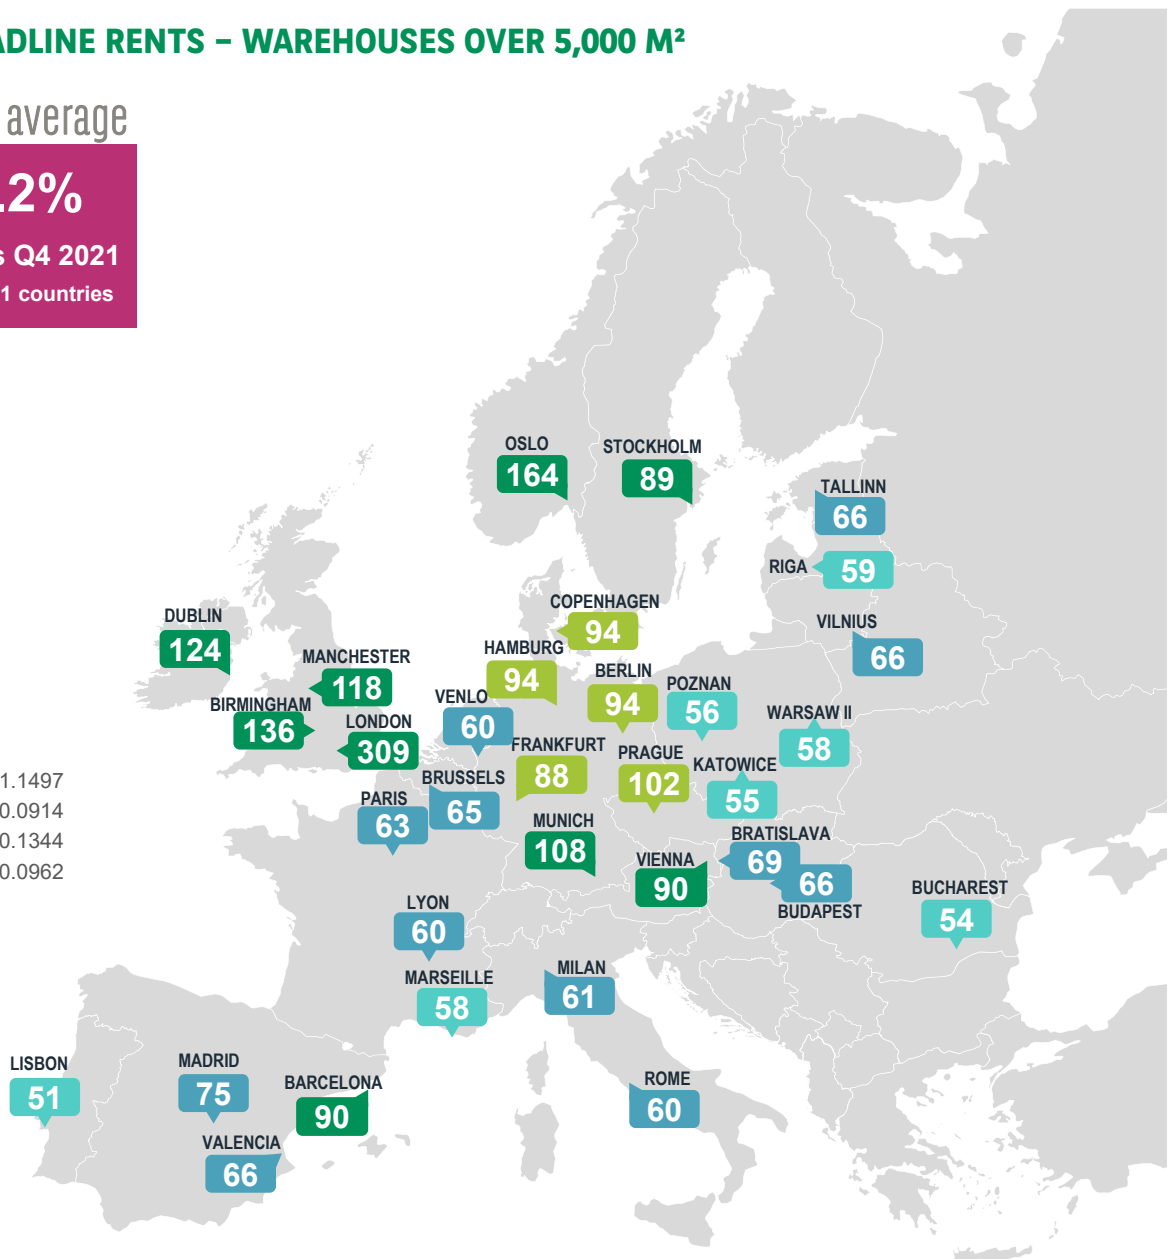 ADLINE RENTS – WAREHOUSES OVER 5,000 M²
average
.2%
s Q4 2021
1 countries
OSLO
164
STOCKHOLM
89
TALLINN
66
RIGA
59
VILNIUS
66
COPENHAGEN
94
DUBLIN
124
MANCHESTER
118
BIRMINGHAM
136
LONDON
309
HAMBURG
94
BERLIN
94
POZNAN
56
WARSAW II
58
VENLO
60
FRANKFURT
88
PRAGUE
102
KATOWICE
55
BRUSSELS
65
PARIS
63
MUNICH
108
VIENNA
90
BRATISLAVA
69
66
BUDAPEST
BUCHAREST
54
1.1497
0.0914
0.1344
0.0962
LYON
60
MARSEILLE
58
MILAN
61
ROME
60
LISBON
51
MADRID
75
BARCELONA
90
VALENCIA
66